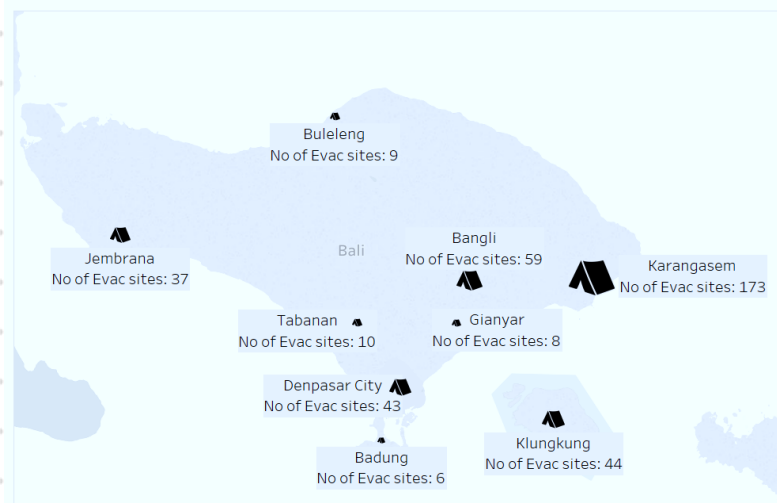 Buleleng
No of Evac sites: 9
Jembrana
No of Evac sites: 37
Bali
Bangli
No of Evac sites: 59
Karangasem
No of Evac sites: 173
Tabanan
No of Evac sites: 10
Gianyar
No of Evac sites: 8
Denpasar City
No of Evac sites: 43
Klungkung
No of Evac sites: 44
Badung
No of Evac sites: 6